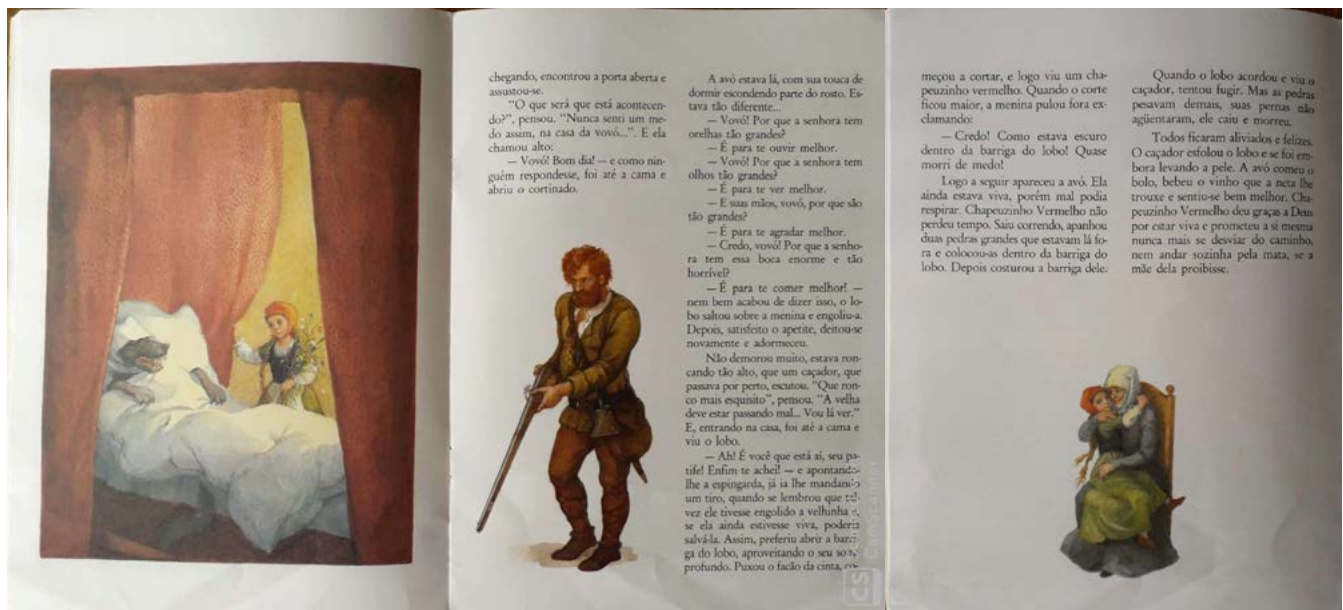 chegando, encontrou a porta aberta e
assustou-se.
"O que será que está acontecen-
do?", pensou. "Nunca senti um me-
do assim, na casa da vovó...". E ela
chamou alto:
— Vovó! Bom dia! — e como nin-
guém respondesse, foi até a cama e
abriu o cortinado.
A avó estava lá, com sua touca de
dormir escondendo parte do rosto. Es-
tava tão diferente...
— Vovó! Por que a senhora tem
orelhas tão grandes?
— É para te ouvir melhor.
— Vovó! Por que a senhora tem
olhos tão grandes?
— É para te ver melhor.
— E suas mãos, vovó, por que são
tão grandes?
— É para te agradar melhor.
— Credo, vovó! Por que a senho-
ra tem essa boca enorme e tão
horrível?
— É para te comer melhor! —
nem bem acabou de dizer isso, o lo-
bo saltou sobre a menina e engoliu-a.
Depois, satisfeito o apetite, deitou-se
novamente e adormeceu.
Não demorou muito, estava ron-
cando tão alto, que um caçador, que
passava por perto, escutou. "Que ron-
co mais esquisito", pensou. "A velha
deve estar passando mal... Vou lá ver."
E, entrando na casa, foi até a cama e
viu o lobo.
— Ah! É você que está aí, seu pa-
tife! Enfim te achei! — e apontando-
lhe a espingarda, já ia lhe mandando
um tiro, quando se lembrou que tal-
vez ele tivesse engolido a velhinha e,
se ela ainda estivesse viva, poderia
salvá-la. Assim, preferiu abrir a barri-
ga do lobo, aproveitando o seu sono
profundo. Puxou o facão da cinta, co-
CS CamScanner
meçou a cortar, e logo viu um cha-
peuzinho vermelho. Quando o corte
ficou maior, a menina pulou fora ex-
clamando:
— Credo! Como estava escuro
dentro da barriga do lobo! Quase
morri de medo!
Logo a seguir apareceu a avó. Ela
ainda estava viva, porém mal podia
respirar. Chapeuzinho Vermelho não
perdeu tempo. Saiu correndo, apanhou
duas pedras grandes que estavam lá fo-
ra e colocou-as dentro da barriga do
lobo. Depois costurou a barriga dele.
Quando o lobo acordou e viu o
caçador, tentou fugir. Mas as pedras
pesavam demais, suas pernas não
agüentaram, ele caiu e morreu.
Todos ficaram aliviados e felizes.
O caçador esfolou o lobo e se foi em-
bora levando a pele. A avó comeu o
bolo, bebeu o vinho que a neta lhe
trouxe e sentiu-se bem melhor. Cha-
peuzinho Vermelho deu graças a Deus
por estar viva e prometeu a si mesma
nunca mais se desviar do caminho,
nem andar sozinha pela mata, se a
mãe dela proibisse.